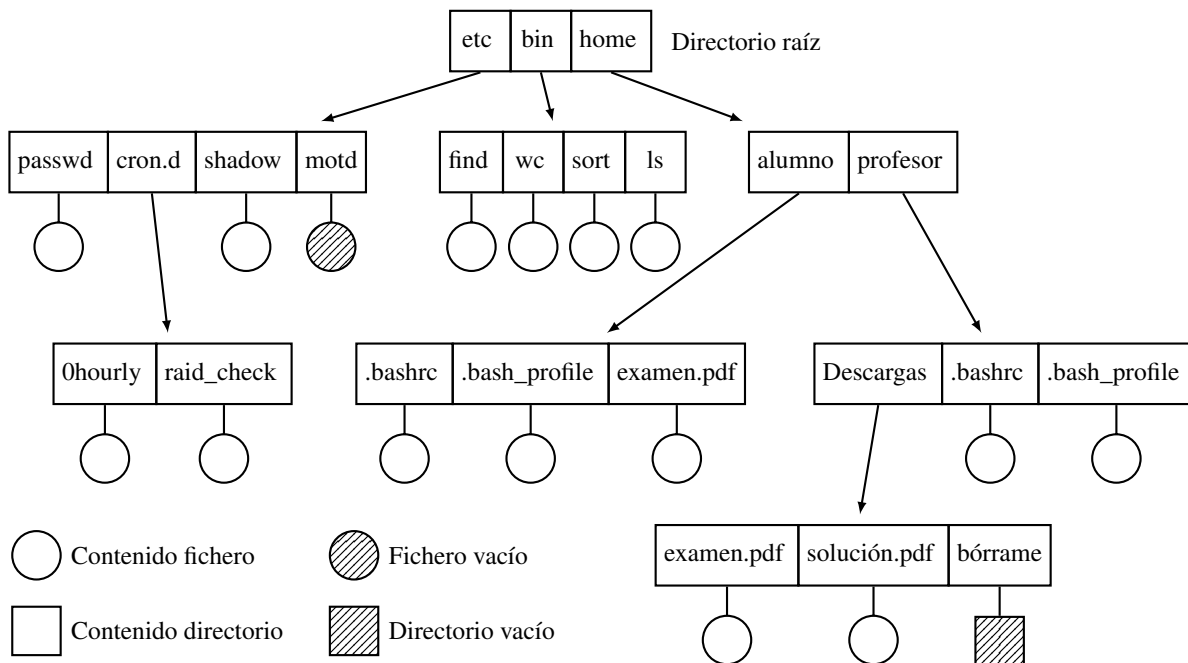 etc bin home Directorio raíz
passwd cron.d shadow motd find wc sort ls alumno profesor
0hourly raid_check .bashrc .bash_profile examen.pdf Descargas .bashrc .bash_profile
Contenido fichero Fichero vacío examen.pdf solución.pdf bórrame
Contenido directorio Directorio vacío